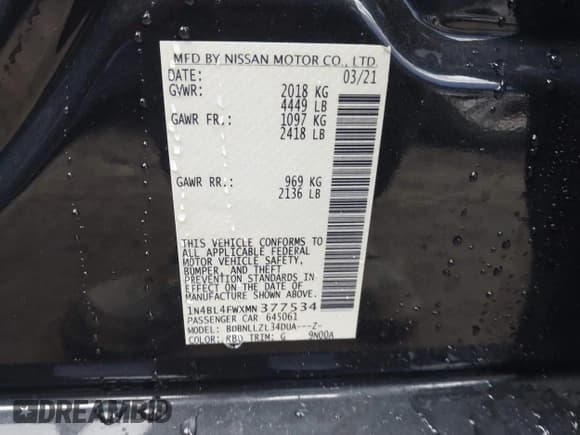 MFD BY NISSAN MOTOR CO., LTD.
DATE: 03/21
GVWR: 2018 KG
4449 LB
GAWR FR.: 1097 KG
2418 LB
GAWR RR.: 969 KG
2136 LB
THIS VEHICLE CONFORMS TO
ALL APPLICABLE FEDERAL
MOTOR VEHICLE SAFETY,
BUMPER, AND THEFT
PREVENTION STANDARDS IN
EFFECT ON THE DATE OF
MANUFACTURE SHOWN ABOVE.
1N4BL4FWXMN377534
PASSENGER CAR 645061
MODEL: BDBNLLZL34DUA---Z-
COLOR: RBD TRIM: G 9N00A
DREAMBID